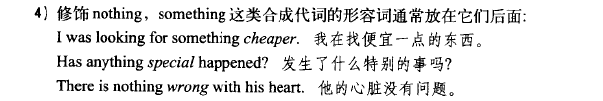 4）修饰 nothing，something 这类合成代词的形容词通常放在它们后面：
I was looking for something cheaper. 我在找便宜一点的东西。
Has anything special happened? 发生了什么特别的事吗？
There is nothing wrong with his heart. 他的心脏没有问题。